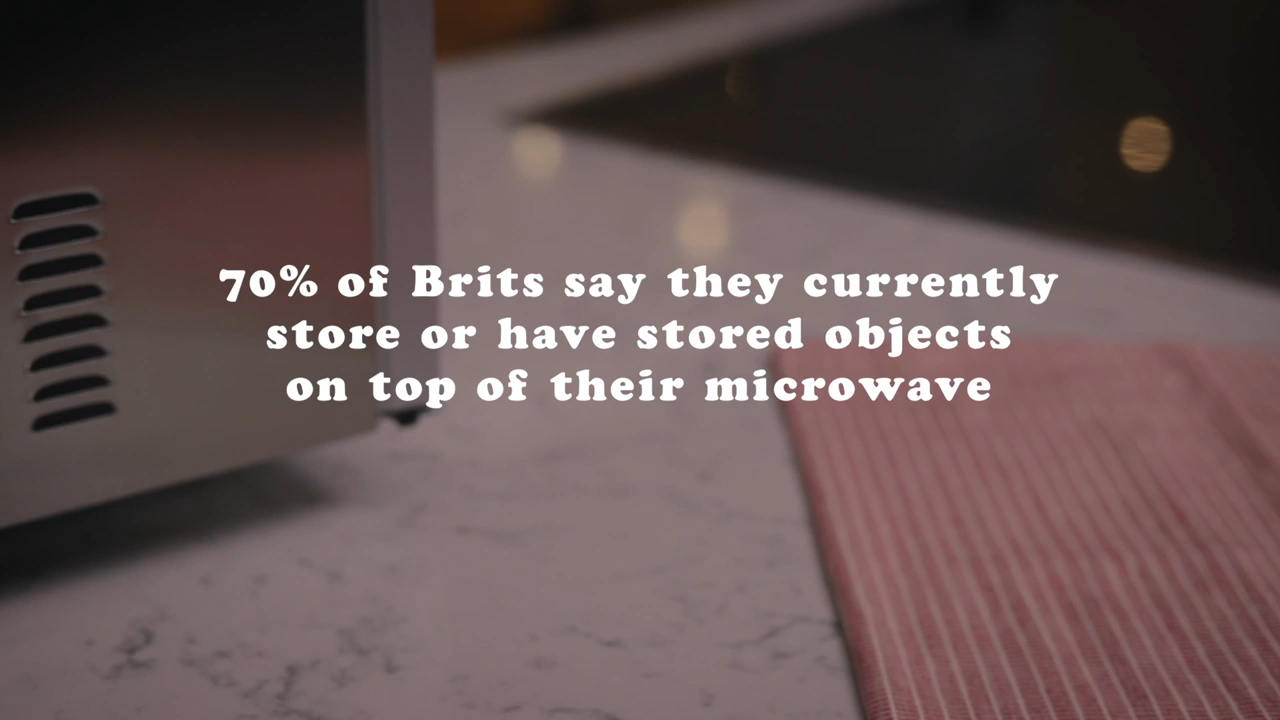 70% of Brits say they currently
store or have stored objects
on top of their microwave